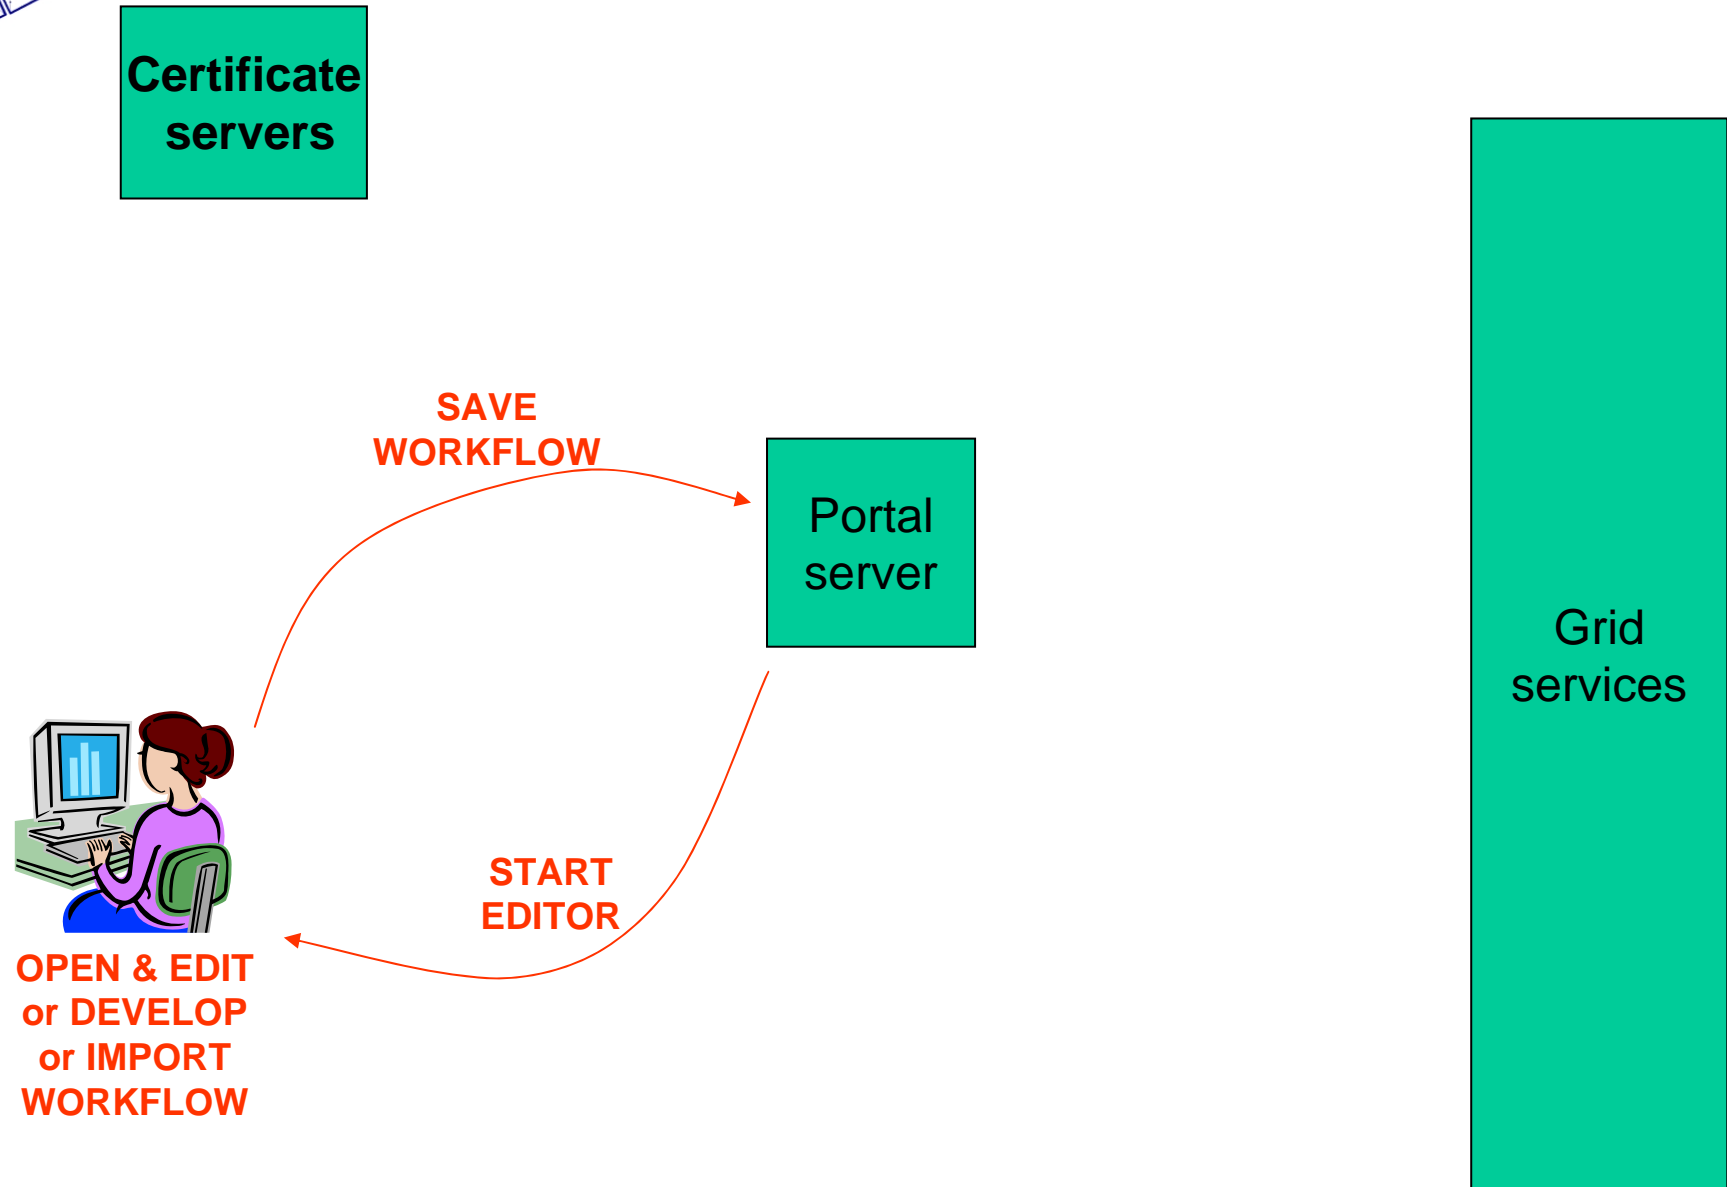 Certificate
servers
SAVE
WORKFLOW
Portal
server
Grid
services
START
EDITOR
OPEN & EDIT
or DEVELOP
or IMPORT
WORKFLOW